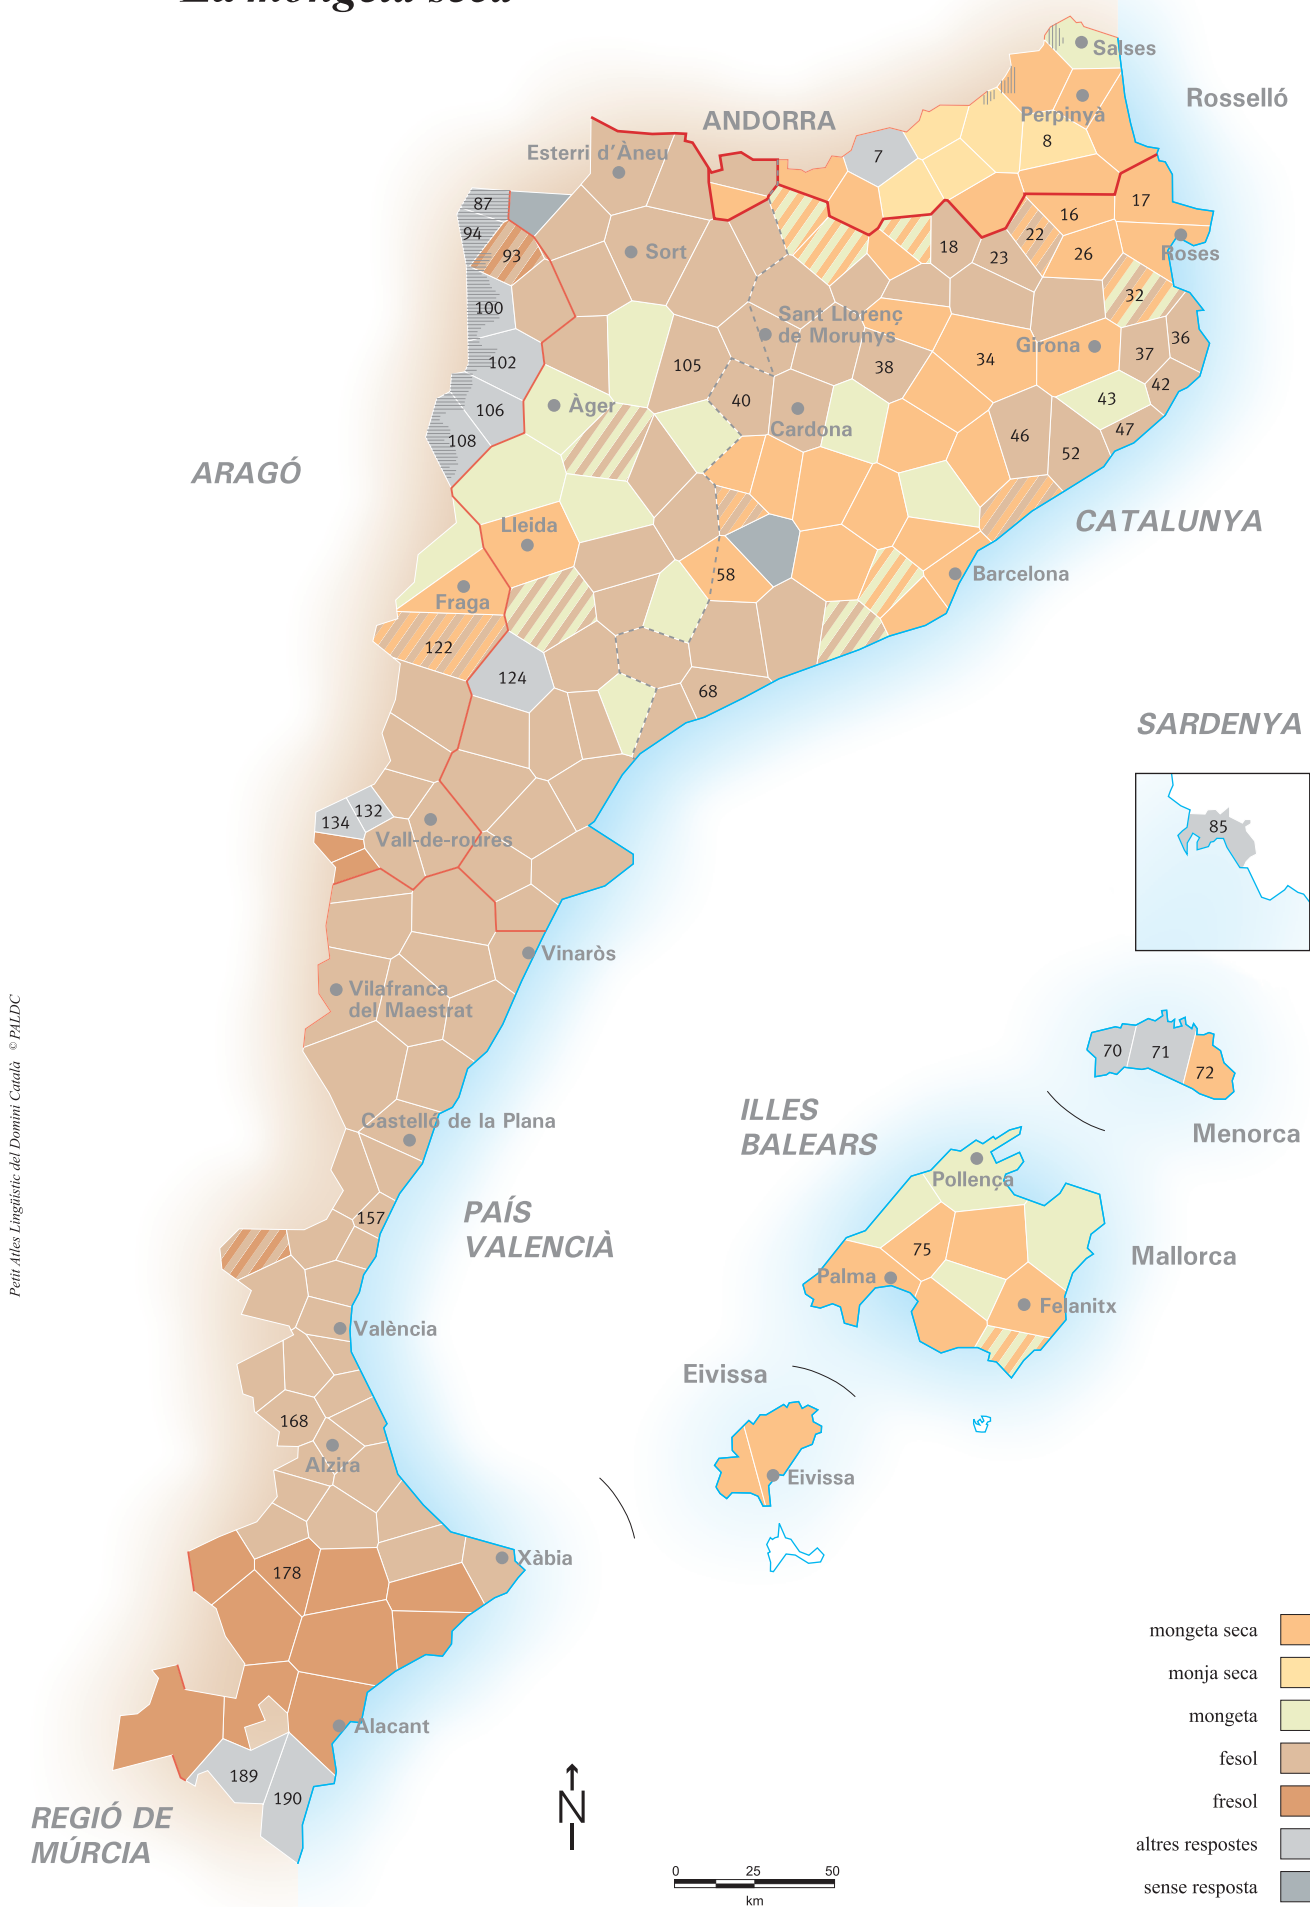 La mongeta seca
Salses
Rosselló
ANDORRA
Perpinyà
8
7
Esterri d'Àneu
87
94
93
Sort
18
23
22
16
17
26
Roses
32
100
Sant Llorenç
de Morunys
34
Girona
36
37
102
105
38
42
43
106
Àger
40
Cardona
46
47
108
52
ARAGÓ
CATALUNYA
Lleida
58
Barcelona
Fraga
122
124
68
SARDENYA
85
134
132
Vall-de-roures
Vinaròs
Vilafranca
del Maestrat
70
71
72
Menorca
ILLES
BALEARS
Castelló de la Plana
Pollença
157
PAÍS
VALENCIÀ
75
Mallorca
Palma
Felanitx
València
Eivissa
168
Alzira
Eivissa
Xàbia
178
Alacant
189
190
REGIÓ DE
MÚRCIA
N
0 25 50
km
mongeta seca
monja seca
mongeta
fesol
fresol
altres respostes
sense resposta
Petit Atles Lingüístic del Domini Català © PALDC